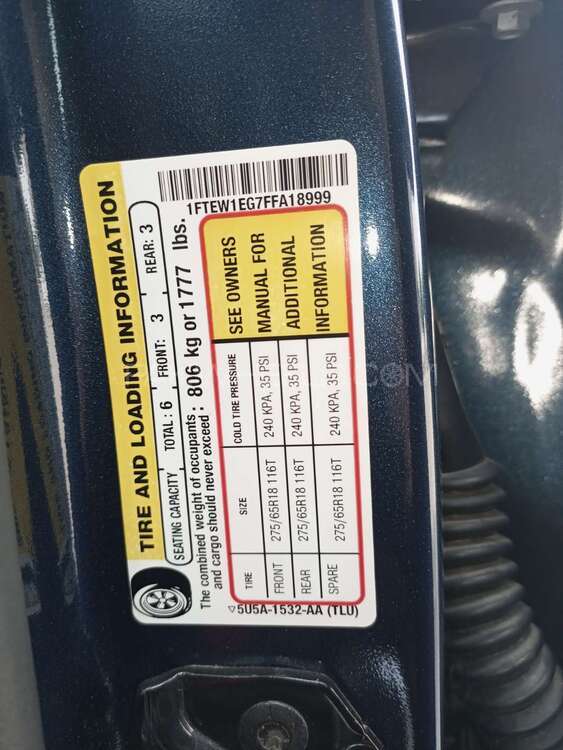 1FTEW1EG7FFA18999
TIRE AND LOADING INFORMATION
SEATING CAPACITY TOTAL : 6 FRONT: 3 REAR: 3
The combined weight of occupants
and cargo should never exceed : 806 kg or 1777 lbs.
TIRE SIZE COLD TIRE PRESSURE
FRONT 275/65R18 116T 240 KPA, 35 PSI
REAR 275/65R18 116T 240 KPA, 35 PSI
SPARE 275/65R18 116T 240 KPA, 35 PSI
SEE OWNERS
MANUAL FOR
ADDITIONAL
INFORMATION
▽5U5A-1532-AA (TLU)